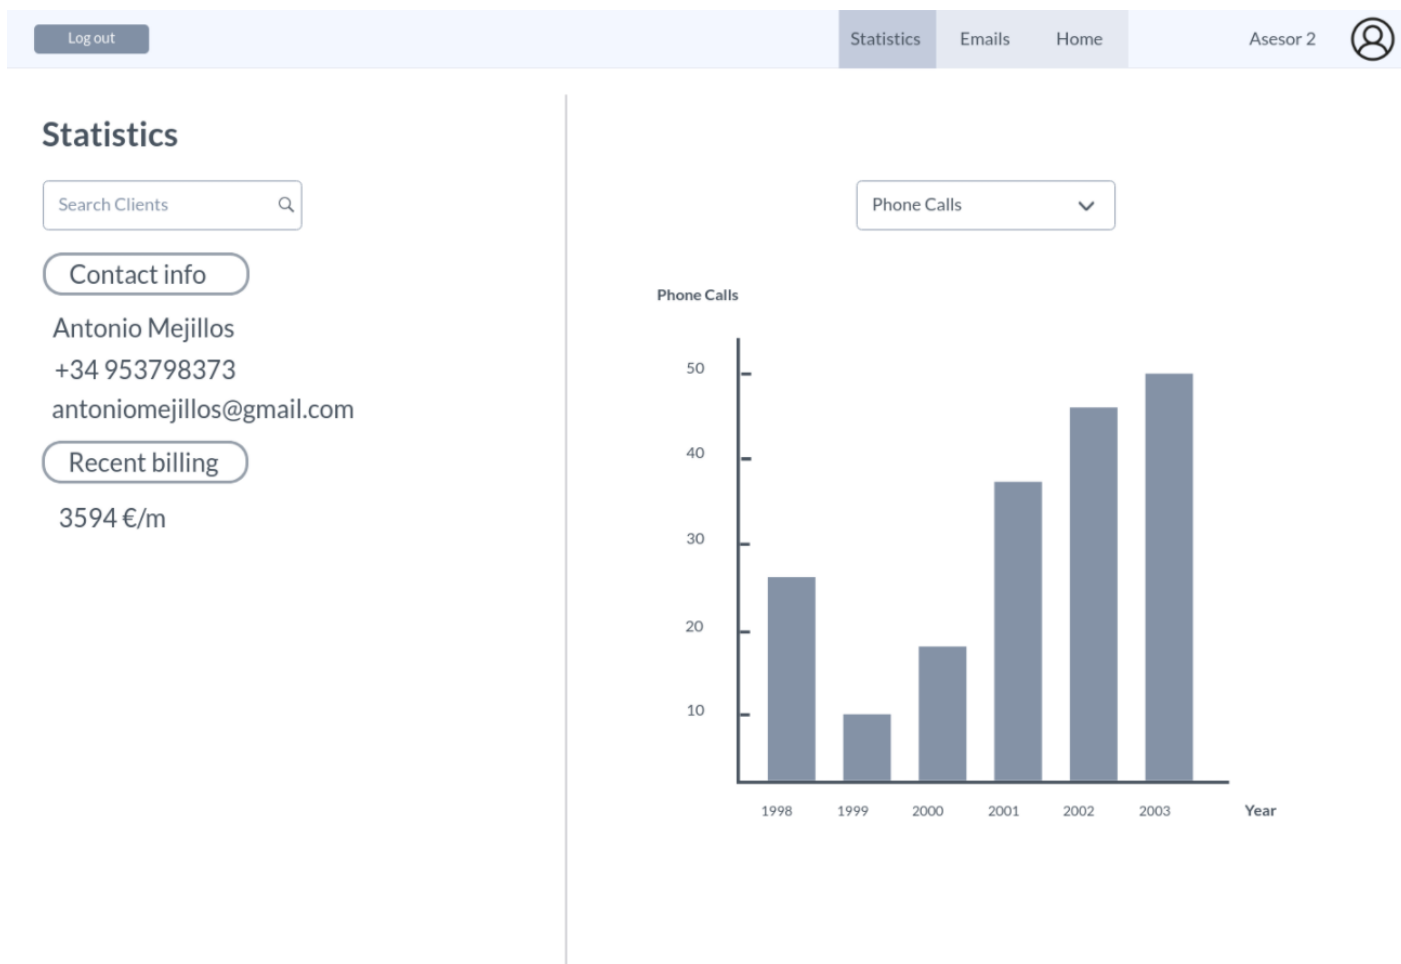 Log out
Statistics
Emails
Home
Asesor 2
Statistics
Search Clients
Contact info
Antonio Mejillos
+34 953798373
antoniomejillos@gmail.com
Recent billing
3594 €/m
Phone Calls
Phone Calls
50
40
30
20
10
1998 1999 2000 2001 2002 2003 Year